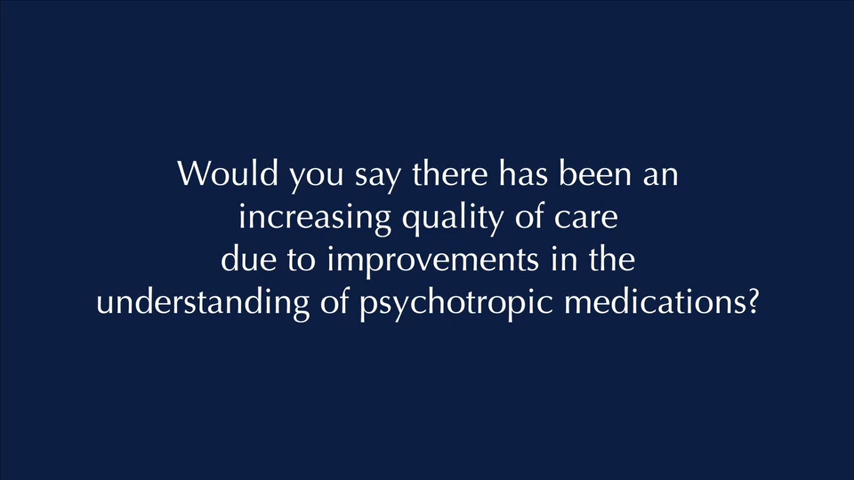 Would you say there has been an
increasing quality of care
due to improvements in the
understanding of psychotropic medications?